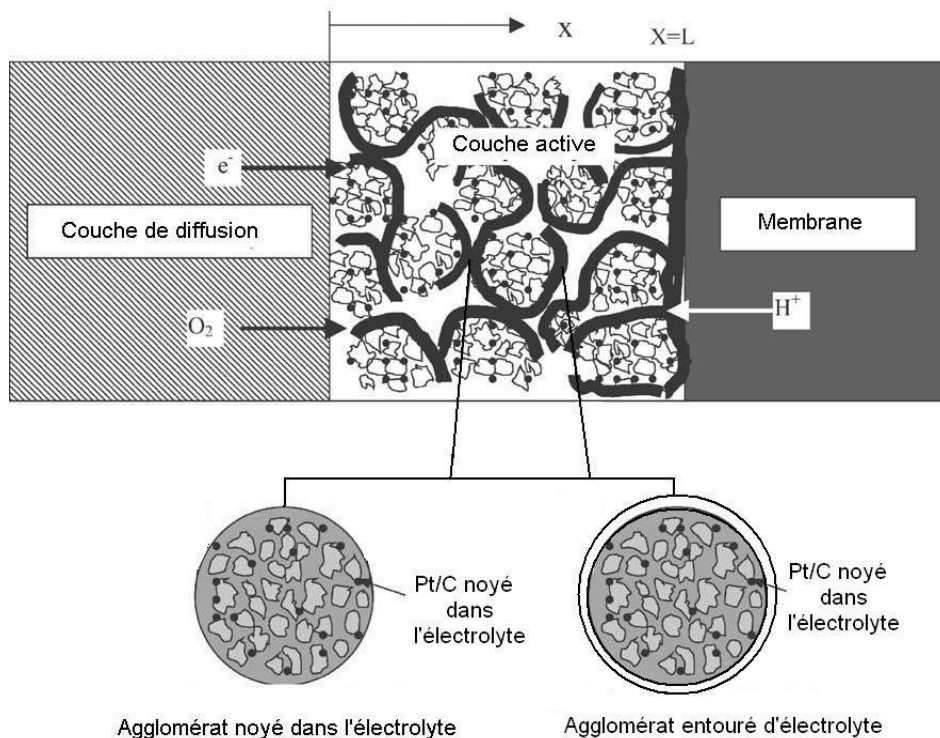 x
X=L
Couche active
e-
Couche de diffusion
Membrane
O2
H+
Pt/C noyé
dans
l'électrolyte
Pt/C noyé
dans
l'électrolyte
Agglomérat noyé dans l'électrolyte
Agglomérat entouré d'électrolyte